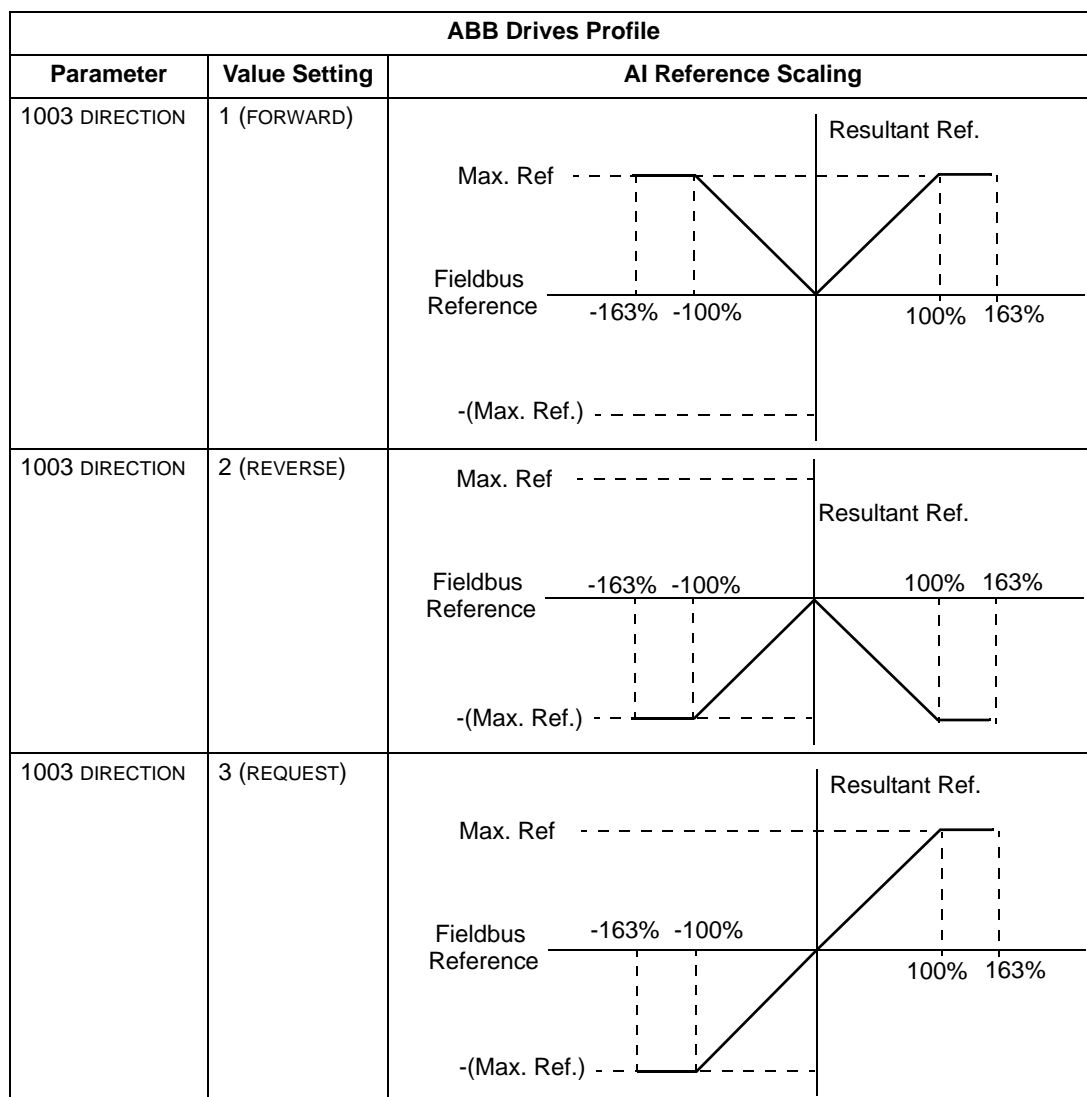 ABB Drives Profile
Parameter Value Setting AI Reference Scaling
1003 DIRECTION 1 (FORWARD)
Resultant Ref.
Max. Ref
Fieldbus
Reference
-163% -100% 100% 163%
-(Max. Ref.)
1003 DIRECTION 2 (REVERSE)
Max. Ref
Resultant Ref.
Fieldbus
Reference
-163% -100% 100% 163%
-(Max. Ref.)
1003 DIRECTION 3 (REQUEST)
Resultant Ref.
Max. Ref
-163% -100%
Fieldbus
Reference
100% 163%
-(Max. Ref.)